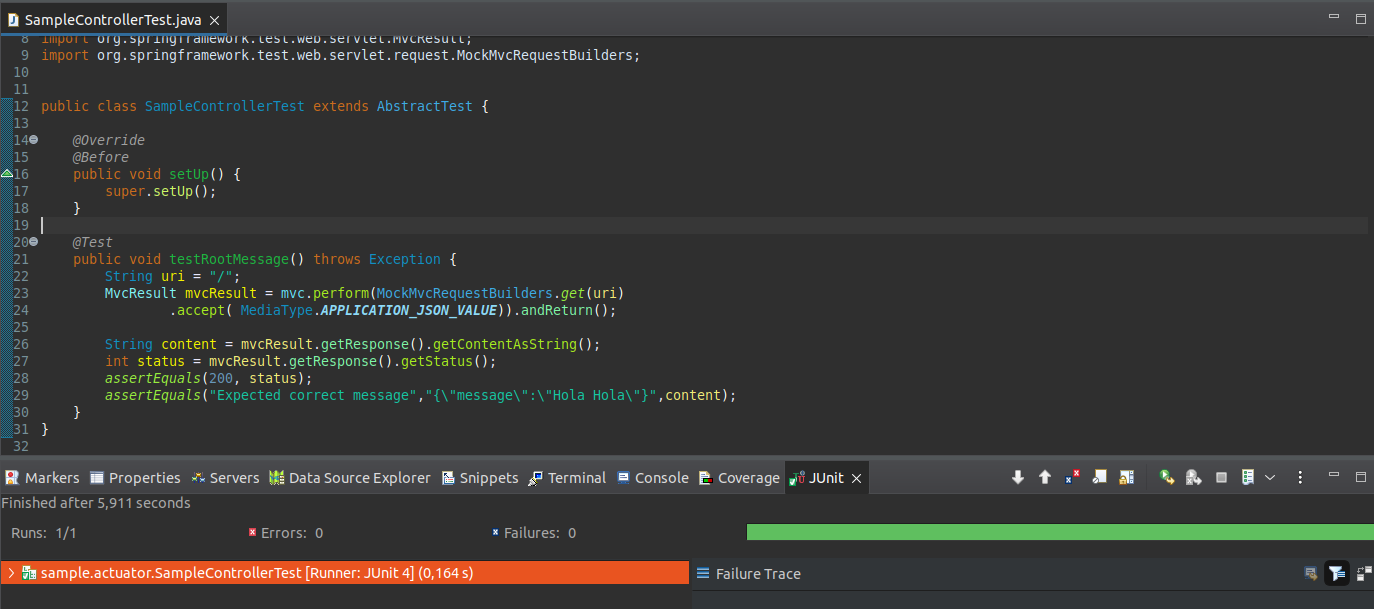 SampleControllerTest.java
8 import org.springframework.test.web.servlet.MvcResult;
9 import org.springframework.test.web.servlet.request.MockMvcRequestBuilders;
10
11
12 public class SampleControllerTest extends AbstractTest {
13
14 @Override
15 @Before
16 public void setUp() {
17 super.setUp();
18 }
19
20 @Test
21 public void testRootMessage() throws Exception {
22 String uri = "/";
23 MvcResult mvcResult = mvc.perform(MockMvcRequestBuilders.get(uri)
24 .accept( MediaType.APPLICATION_JSON_VALUE)).andReturn();
25
26 String content = mvcResult.getResponse().getContentAsString();
27 int status = mvcResult.getResponse().getStatus();
28 assertEquals(200, status);
29 assertEquals("Expected correct message","{\"message\":\"Hola Hola\"}",content);
30 }
31 }
32
Markers Properties Servers Data Source Explorer Snippets Terminal Console Coverage JUnit
Finished after 5,911 seconds
Runs: 1/1 Errors: 0 Failures: 0
sample.actuator.SampleControllerTest [Runner: JUnit 4] (0,164 s) Failure Trace